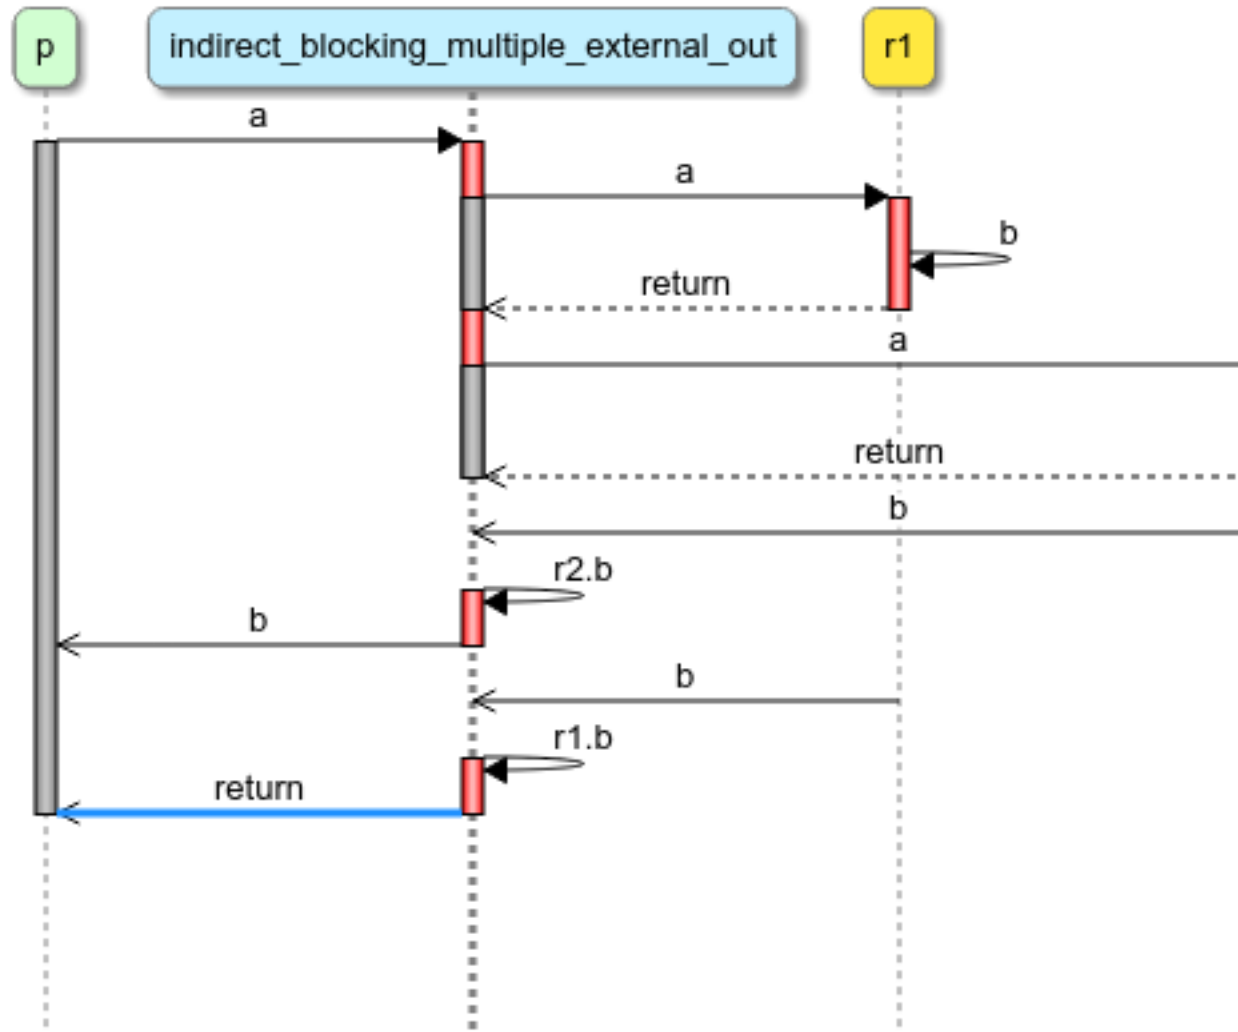 p
indirect_blocking_multiple_external_out
r1
a
a
b
return
a
return
b
r2.b
b
b
r1.b
return